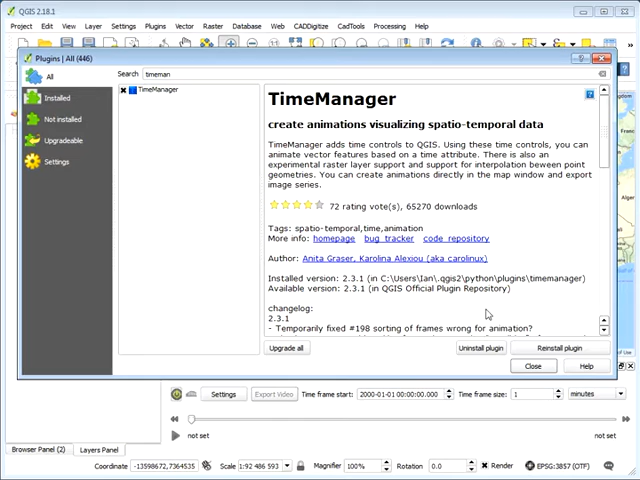 QGIS 2.18.1
Project Edit View Layer Settings Plugins Vector Raster Database Web CADDigitize CadTools Processing Help
Plugins | All (446)
All
Installed
Not installed
Upgradeable
Settings
Search timeman
TimeManager
TimeManager
create animations visualizing spatio-temporal data
TimeManager adds time controls to QGIS. Using these time controls, you can
animate vector features based on a time attribute. There is also an
experimental raster layer support and support for interpolation beween point
geometries. You can create animations directly in the map window and export
image series.
72 rating vote(s), 65270 downloads
Tags: spatio-temporal,time,animation
More info: homepage bug tracker code repository
Author: Anita Graser, Karolina Alexiou (aka carolinux)
Installed version: 2.3.1 (in C:\Users\Ian\.qgis2\python\plugins\timemanager)
Available version: 2.3.1 (in QGIS Official Plugin Repository)
changelog:
2.3.1
- Temporarily fixed #198 sorting of frames wrong for animation?
Upgrade all Uninstall plugin Reinstall plugin
Close Help
Settings Export Video Time frame start: 2000-01-01 00:00:00.000 Time frame size: 1 minutes
not set not set
Browser Panel (2) Layers Panel
Coordinate -13598672,7364535 Scale 1:92 486 593 Magnifier 100% Rotation 0.0 Render EPSG:3857 (OTF)